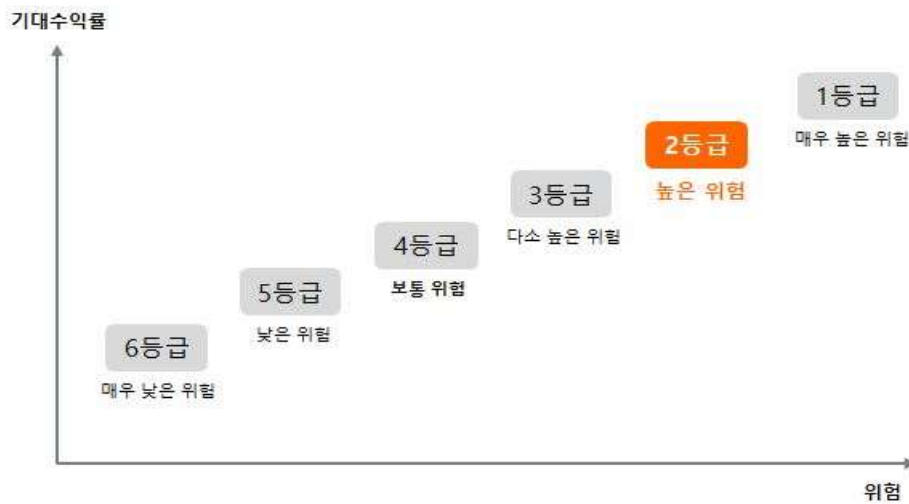 기대수익률
1등급
매우 높은 위험
2등급
높은 위험
3등급
다소 높은 위험
4등급
보통 위험
5등급
낮은 위험
6등급
매우 낮은 위험
위험